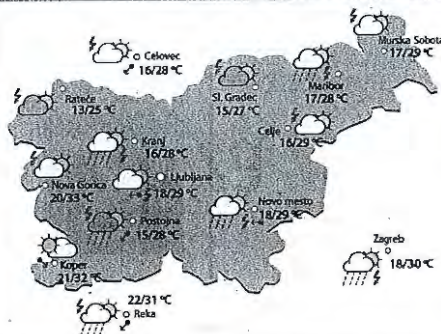 Celovec
16/28 °C
Murska Sobota
17/29 °C
Rateče
13/25 °C
Sl. Gradec
15/27 °C
Maribor
17/28 °C
Kranj
16/28 °C
Celje
16/29 °C
Nova Gorica
20/33 °C
Ljubljana
18/29 °C
Postojna
15/28 °C
Novo mesto
18/29 °C
Koper
21/32 °C
Zagreb
18/30 °C
22/31 °C
Reka